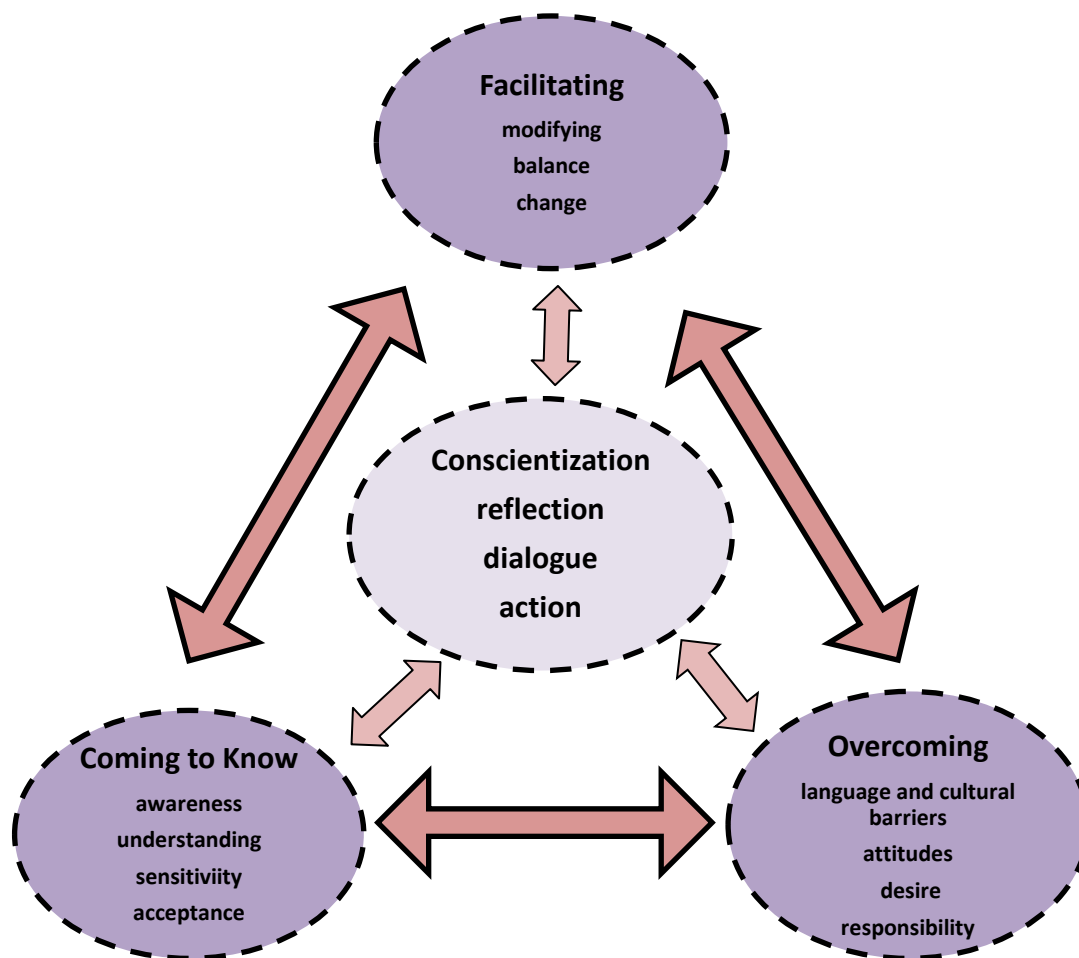 Facilitating
modifying
balance
change
Conscientization
reflection
dialogue
action
Coming to Know
awareness
understanding
sensitiviity
acceptance
Overcoming
language and cultural
barriers
attitudes
desire
responsibility